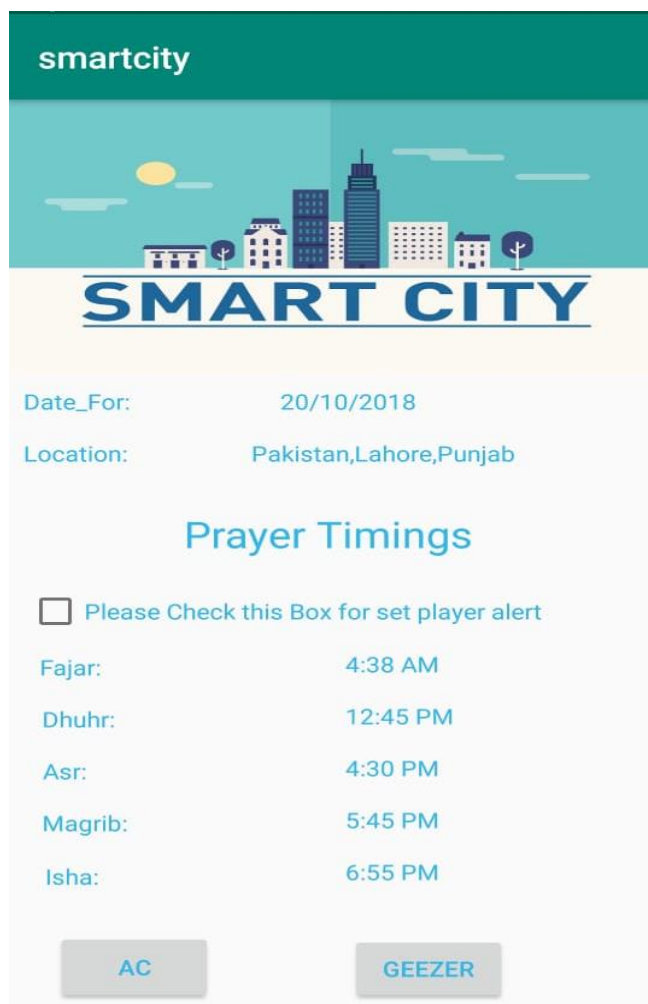 smartcity
SMART CITY
Date_For: 20/10/2018
Location: Pakistan,Lahore,Punjab
Prayer Timings
Please Check this Box for set player alert
Fajar: 4:38 AM
Dhuhr: 12:45 PM
Asr: 4:30 PM
Magrib: 5:45 PM
Isha: 6:55 PM
AC GEEZER